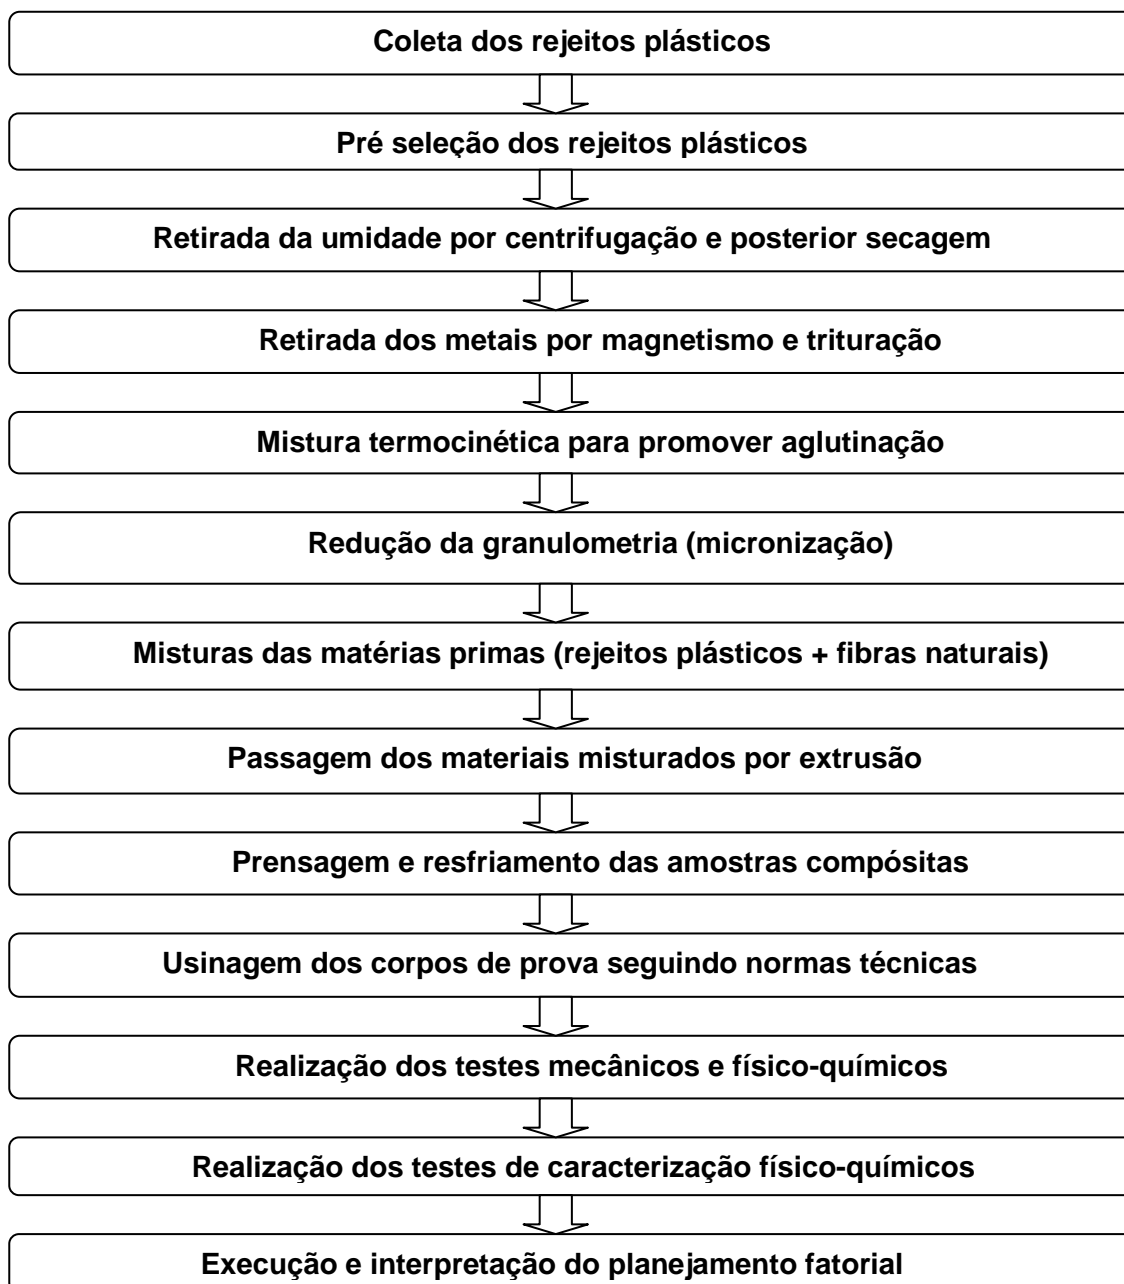 Coleta dos rejeitos plásticos
Pré seleção dos rejeitos plásticos
Retirada da umidade por centrifugação e posterior secagem
Retirada dos metais por magnetismo e trituração
Mistura termocinética para promover aglutinação
Redução da granulometria (micronização)
Misturas das matérias primas (rejeitos plásticos + fibras naturais)
Passagem dos materiais misturados por extrusão
Prensagem e resfriamento das amostras compósitas
Usinagem dos corpos de prova seguindo normas técnicas
Realização dos testes mecânicos e físico-químicos
Realização dos testes de caracterização físico-químicos
Execução e interpretação do planejamento fatorial